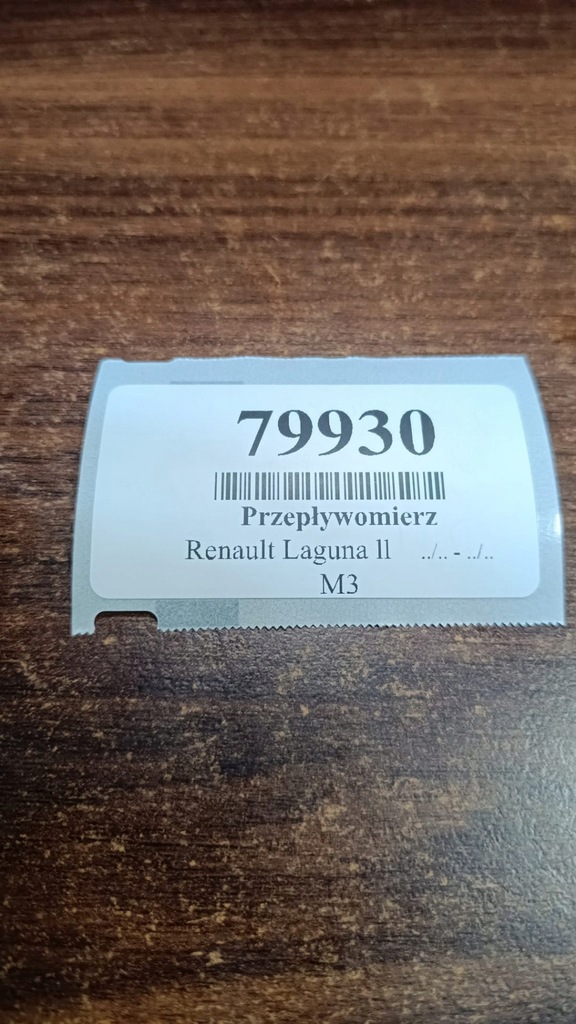 79930
Przepływomierz
Renault Laguna ll ../.. - ../..
M3